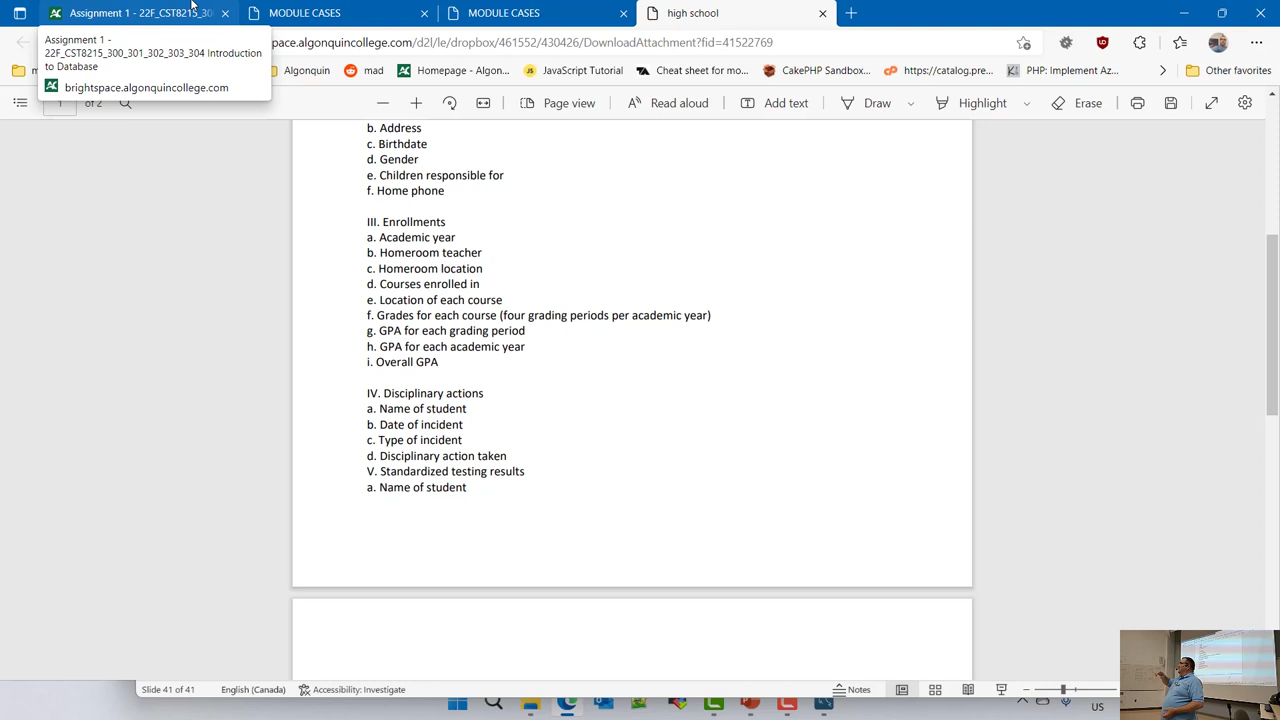 Assignment 1 - 22F_CST8215_30
MODULE CASES
MODULE CASES
high school
Assignment 1 -
22F_CST8215_300_301_302_303_304 Introduction
to Database
brightspace.algonquincollege.com
pace.algonquincollege.com/d2l/le/dropbox/461552/430426/DownloadAttachment?fid=41522769
Algonquin
mad
Homepage - Algon...
JavaScript Tutorial
Cheat sheet for mo...
CakePHP Sandbox...
https://catalog.pre...
PHP: Implement Az...
Other favorites
1
of 2
Page view
Read aloud
Add text
Draw
Highlight
Erase
b. Address
c. Birthdate
d. Gender
e. Children responsible for
f. Home phone
III. Enrollments
a. Academic year
b. Homeroom teacher
c. Homeroom location
d. Courses enrolled in
e. Location of each course
f. Grades for each course (four grading periods per academic year)
g. GPA for each grading period
h. GPA for each academic year
i. Overall GPA
IV. Disciplinary actions
a. Name of student
b. Date of incident
c. Type of incident
d. Disciplinary action taken
V. Standardized testing results
a. Name of student
Slide 41 of 41
English (Canada)
Accessibility: Investigate
Notes
US